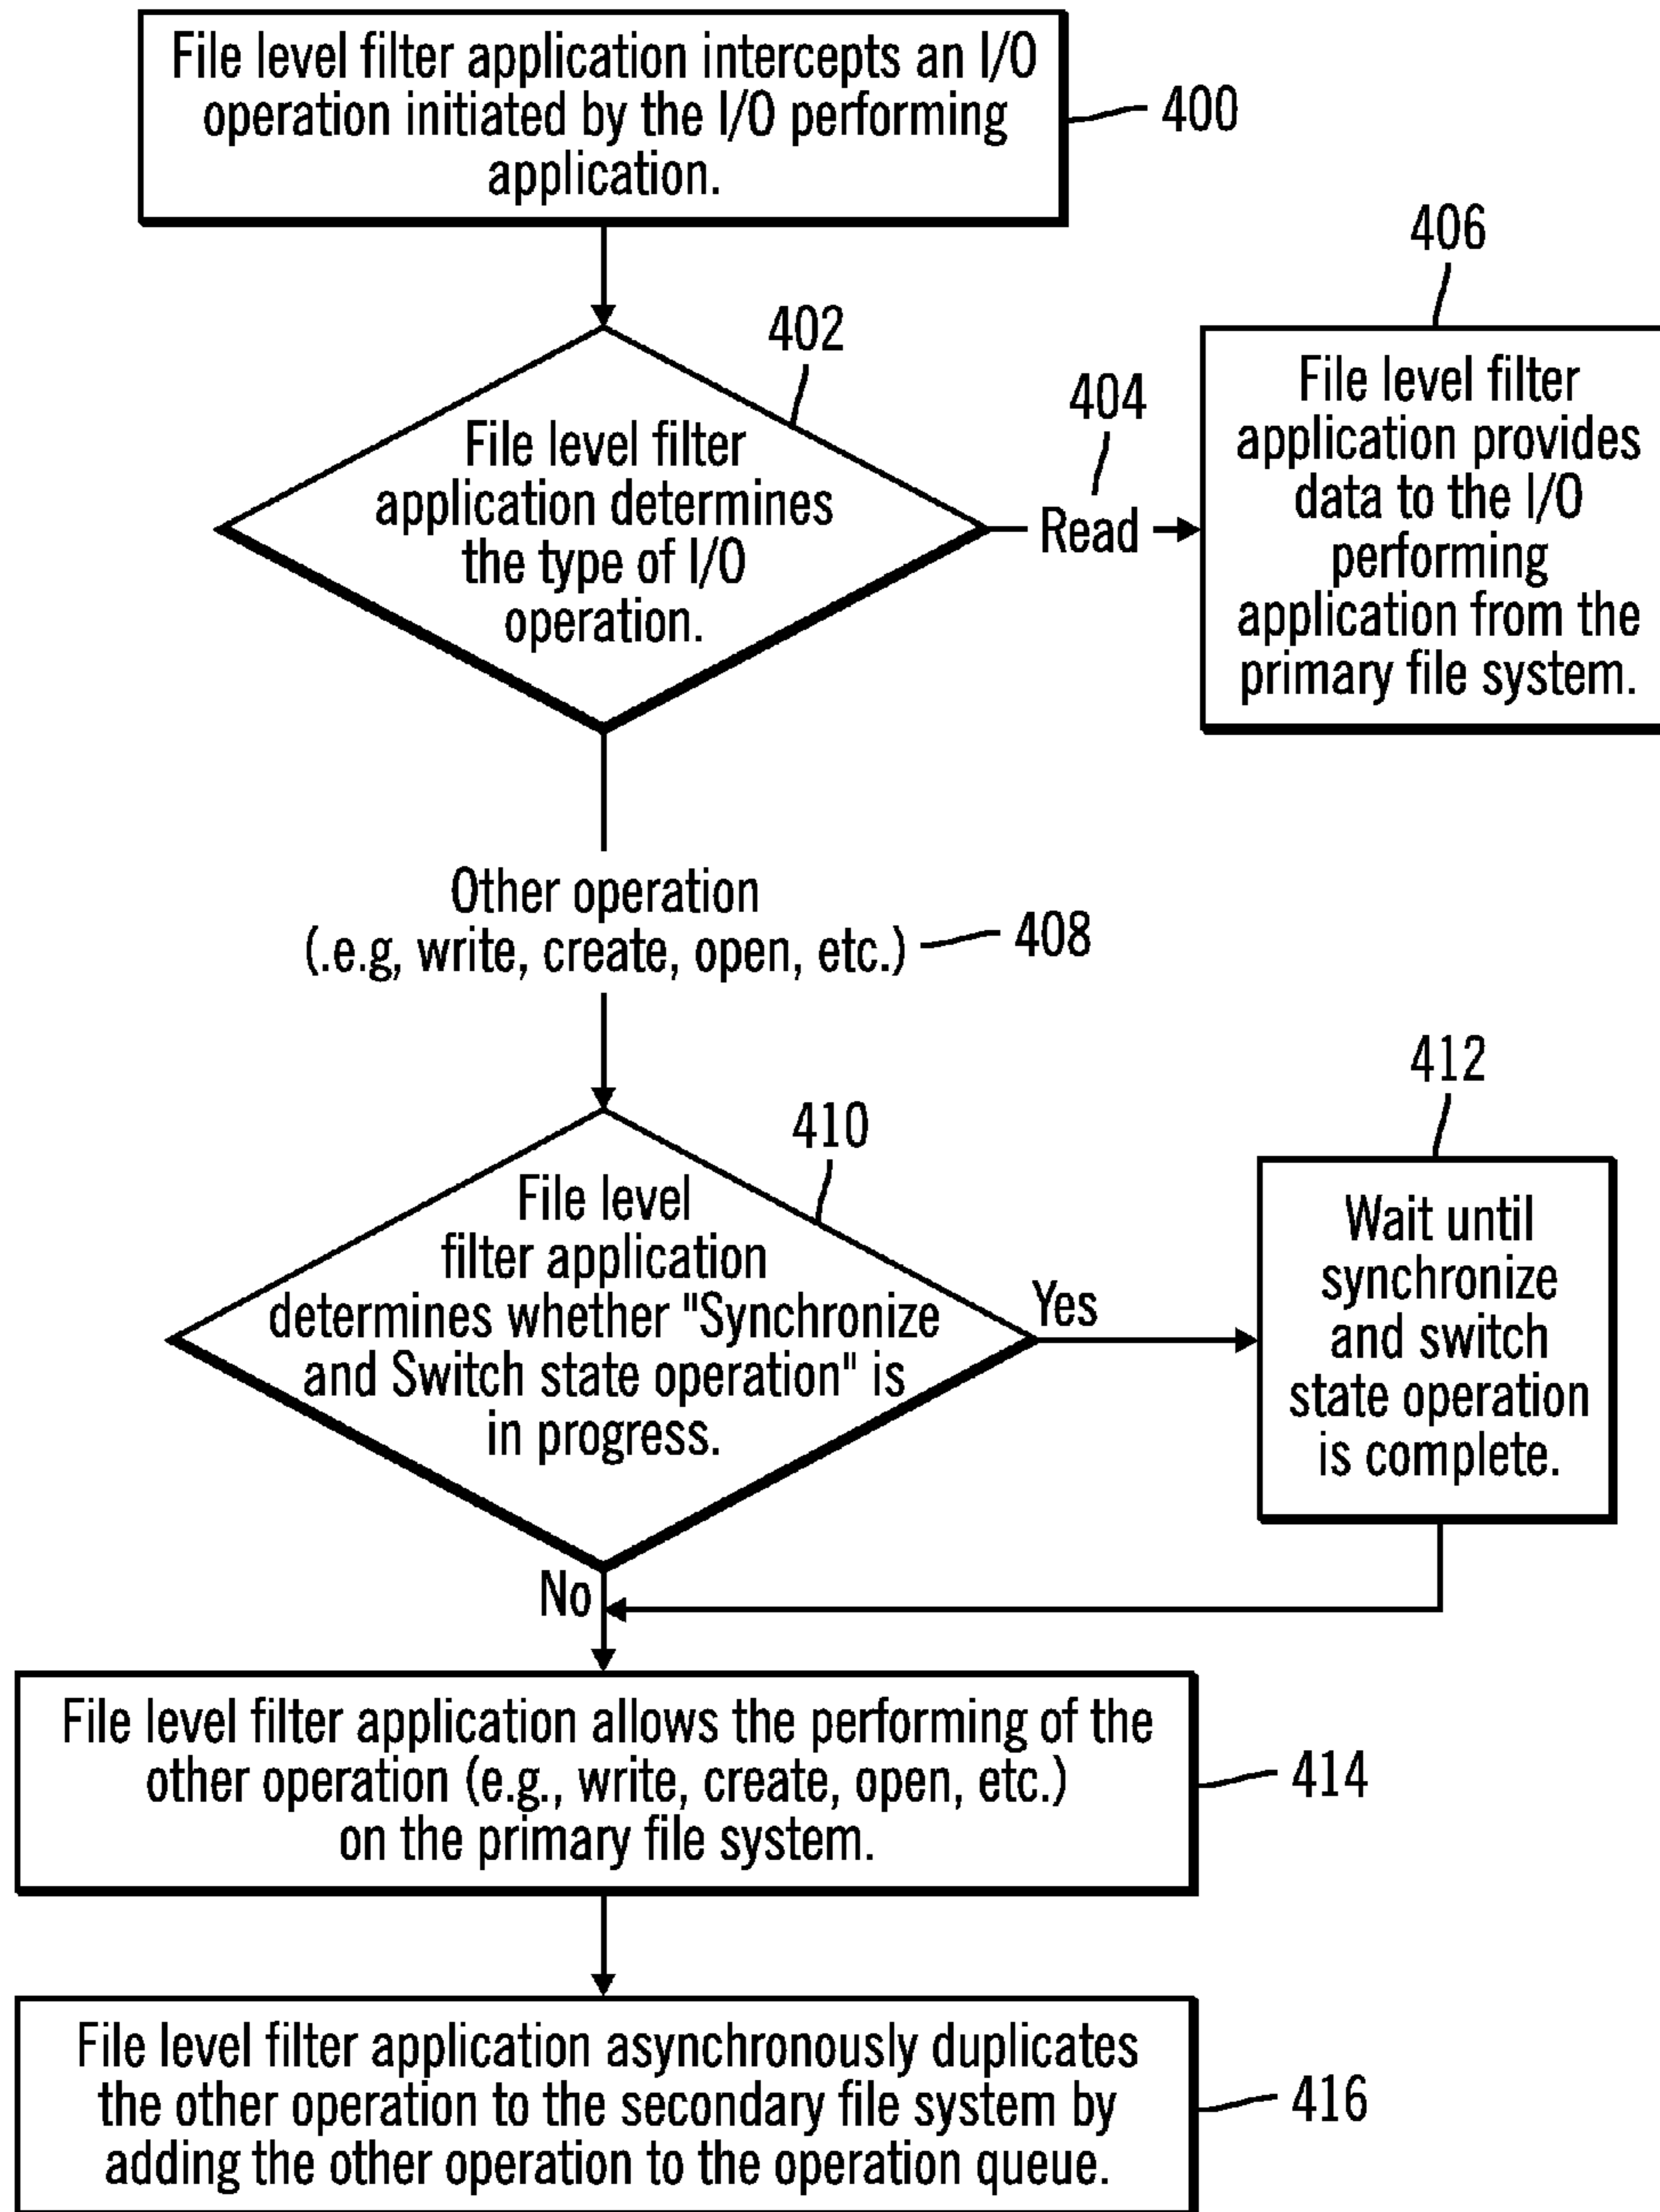 File level filter application intercepts an I/O
operation initiated by the I/O performing
application.
400
402
File level filter
application determines
the type of I/O
operation.
404
Read
406
File level filter
application provides
data to the I/O
performing
application from the
primary file system.
Other operation
(.e.g, write, create, open, etc.)
408
410
File level
filter application
determines whether "Synchronize
and Switch state operation" is
in progress.
Yes
412
Wait until
synchronize
and switch
state operation
is complete.
No
File level filter application allows the performing of the
other operation (e.g., write, create, open, etc.)
on the primary file system.
414
File level filter application asynchronously duplicates
the other operation to the secondary file system by
adding the other operation to the operation queue.
416